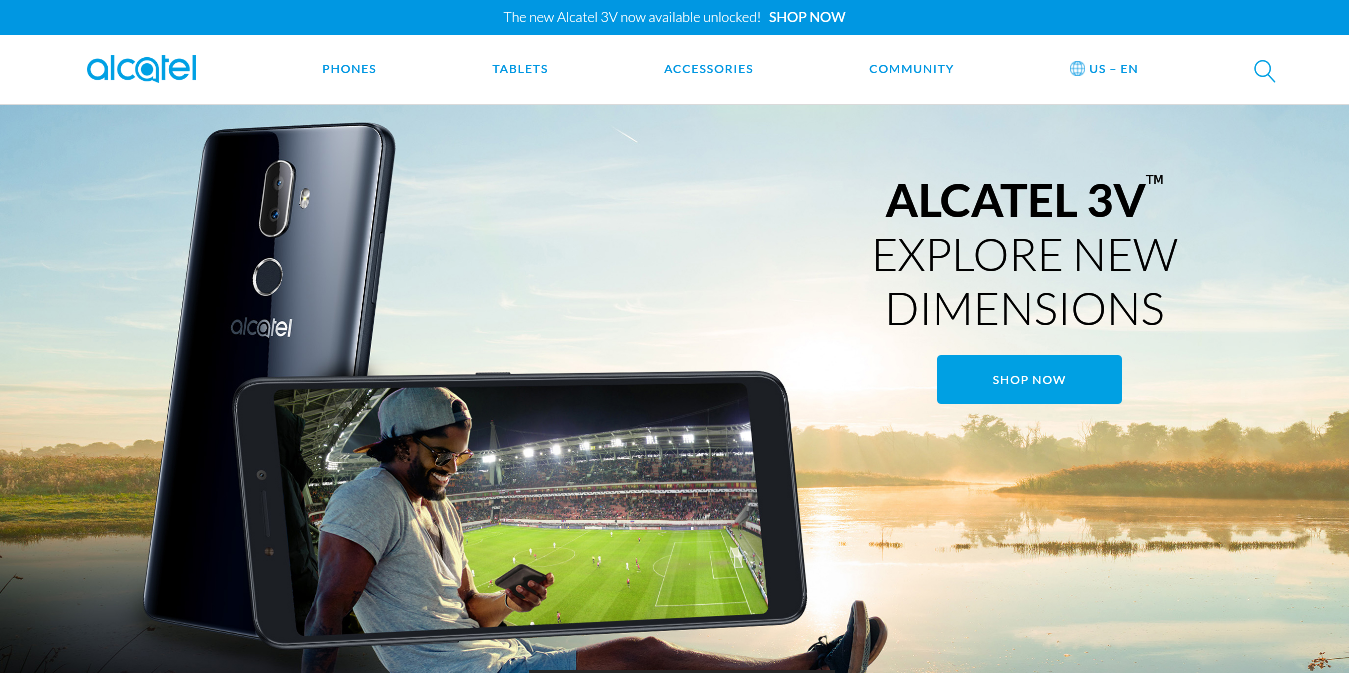 The new Alcatel 3V now available unlocked! SHOP NOW
alcatel
PHONES
TABLETS
ACCESSORIES
COMMUNITY
US – EN
alcatel
ALCATEL 3V™
EXPLORE NEW
DIMENSIONS
SHOP NOW